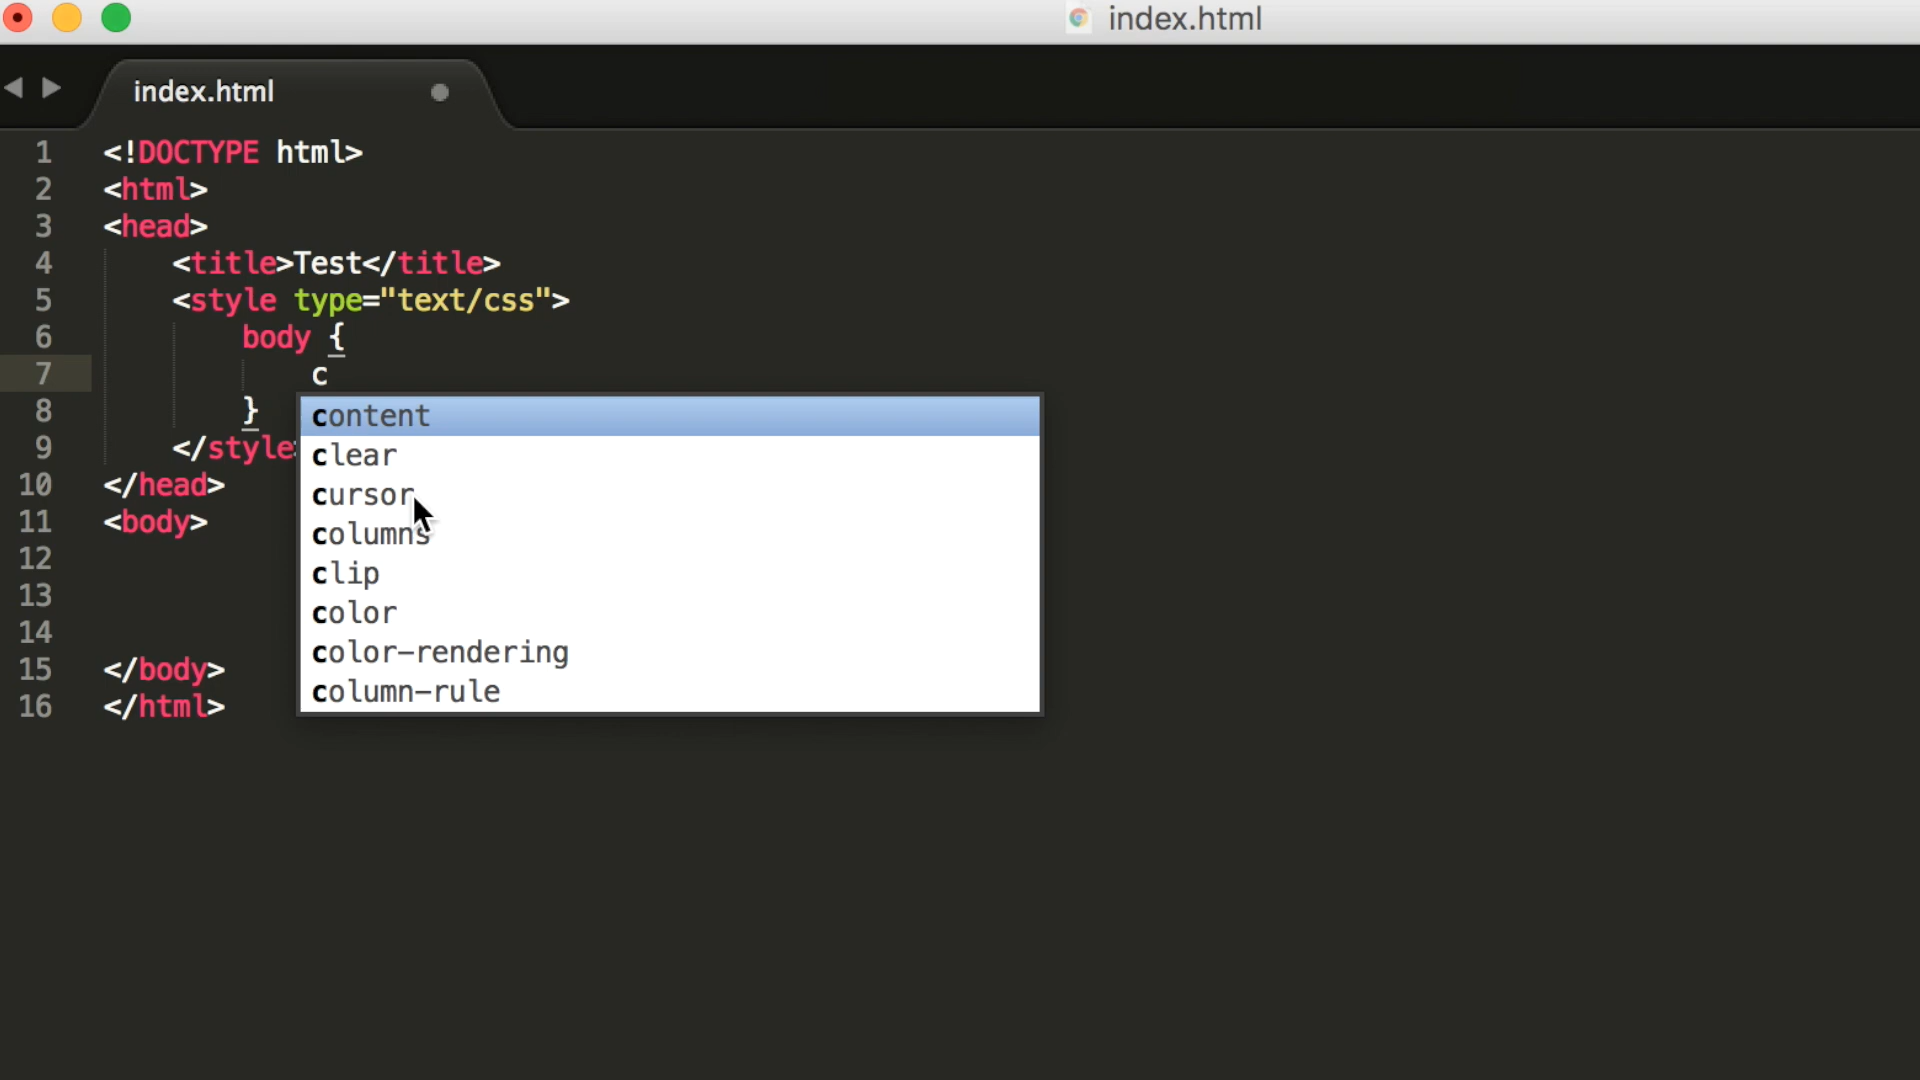 index.html
index.html
1 <!DOCTYPE html>
2 <html>
3 <head>
4 <title>Test</title>
5 <style type="text/css">
6 body {
7 c
8 }
9 </style>
10 </head>
11 <body>
12
13
14
15 </body>
16 </html>
content
clear
cursor
columns
clip
color
color-rendering
column-rule